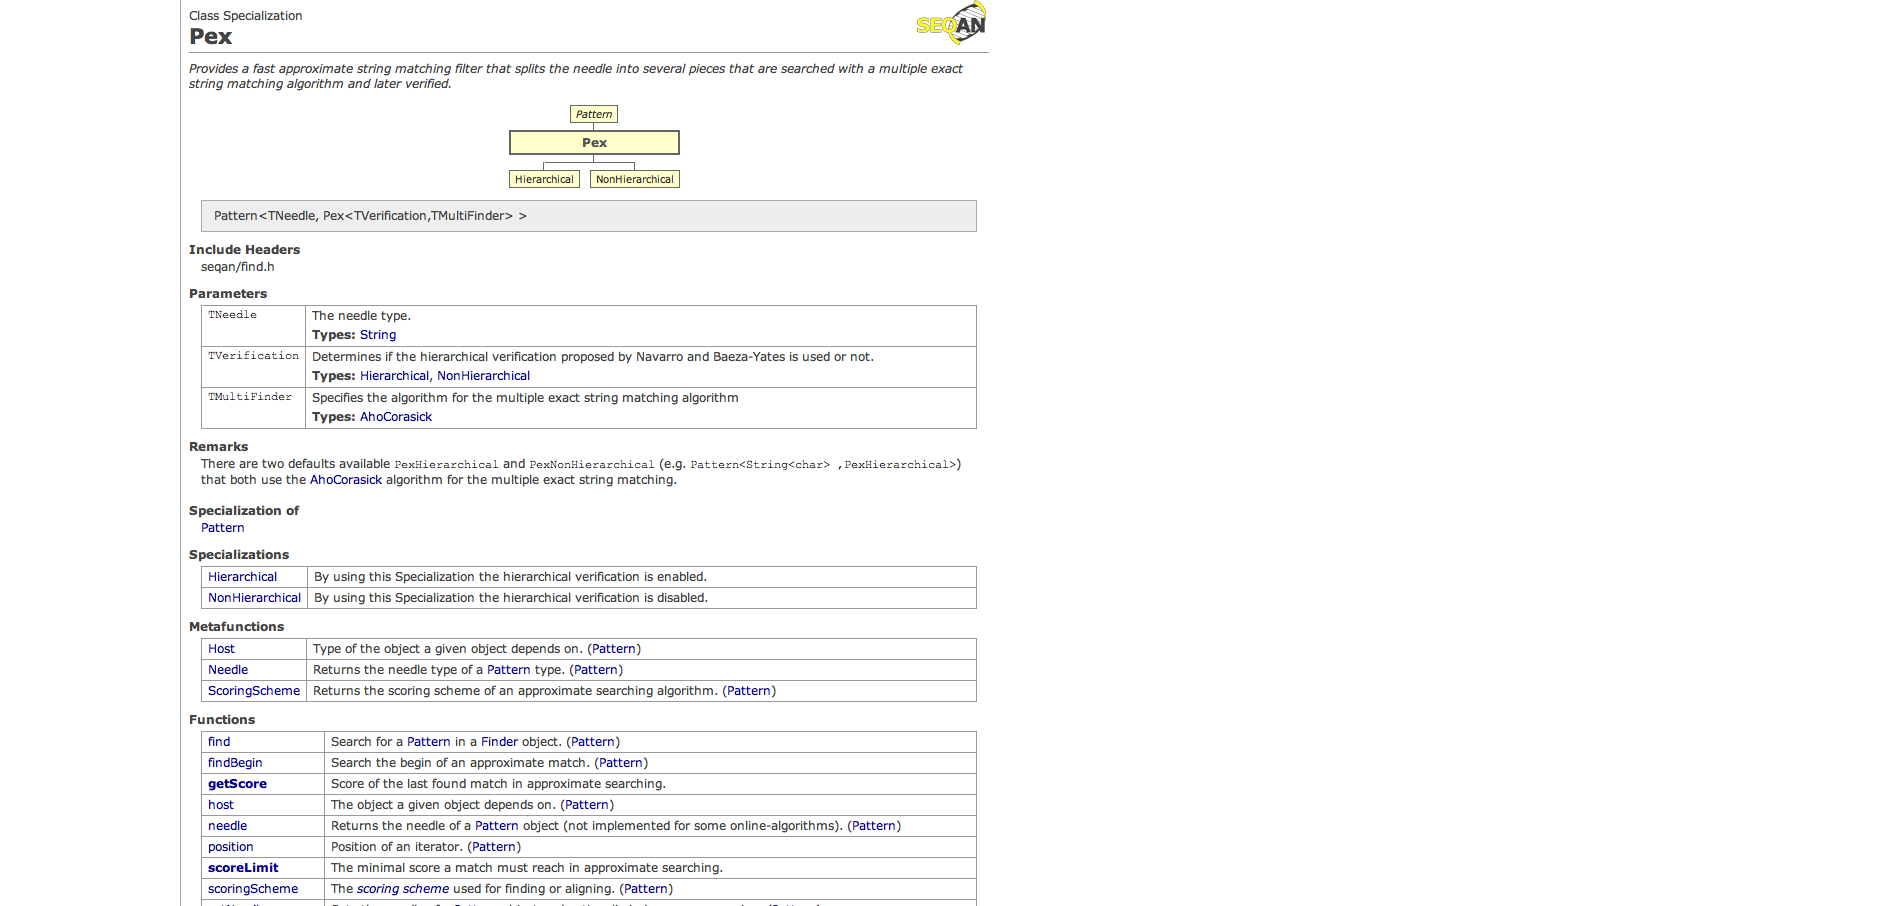 Class Specialization
Pex
SEQAN
Provides a fast approximate string matching filter that splits the needle into several pieces that are searched with a multiple exact
string matching algorithm and later verified.
Pattern
Pex
Hierarchical NonHierarchical
Pattern<TNeedle, Pex<TVerification,TMultiFinder> >
Include Headers
seqan/find.h
Parameters
TNeedle The needle type.
Types: String
TVerification Determines if the hierarchical verification proposed by Navarro and Baeza-Yates is used or not.
Types: Hierarchical, NonHierarchical
TMultiFinder Specifies the algorithm for the multiple exact string matching algorithm
Types: AhoCorasick
Remarks
There are two defaults available PexHierarchical and PexNonHierarchical (e.g. Pattern<String<char> ,PexHierarchical>)
that both use the AhoCorasick algorithm for the multiple exact string matching.
Specialization of
Pattern
Specializations
Hierarchical By using this Specialization the hierarchical verification is enabled.
NonHierarchical By using this Specialization the hierarchical verification is disabled.
Metafunctions
Host Type of the object a given object depends on. (Pattern)
Needle Returns the needle type of a Pattern type. (Pattern)
ScoringScheme Returns the scoring scheme of an approximate searching algorithm. (Pattern)
Functions
find Search for a Pattern in a Finder object. (Pattern)
findBegin Search the begin of an approximate match. (Pattern)
getScore Score of the last found match in approximate searching.
host The object a given object depends on. (Pattern)
needle Returns the needle of a Pattern object (not implemented for some online-algorithms). (Pattern)
position Position of an iterator. (Pattern)
scoreLimit The minimal score a match must reach in approximate searching.
scoringScheme The scoring scheme used for finding or aligning. (Pattern)